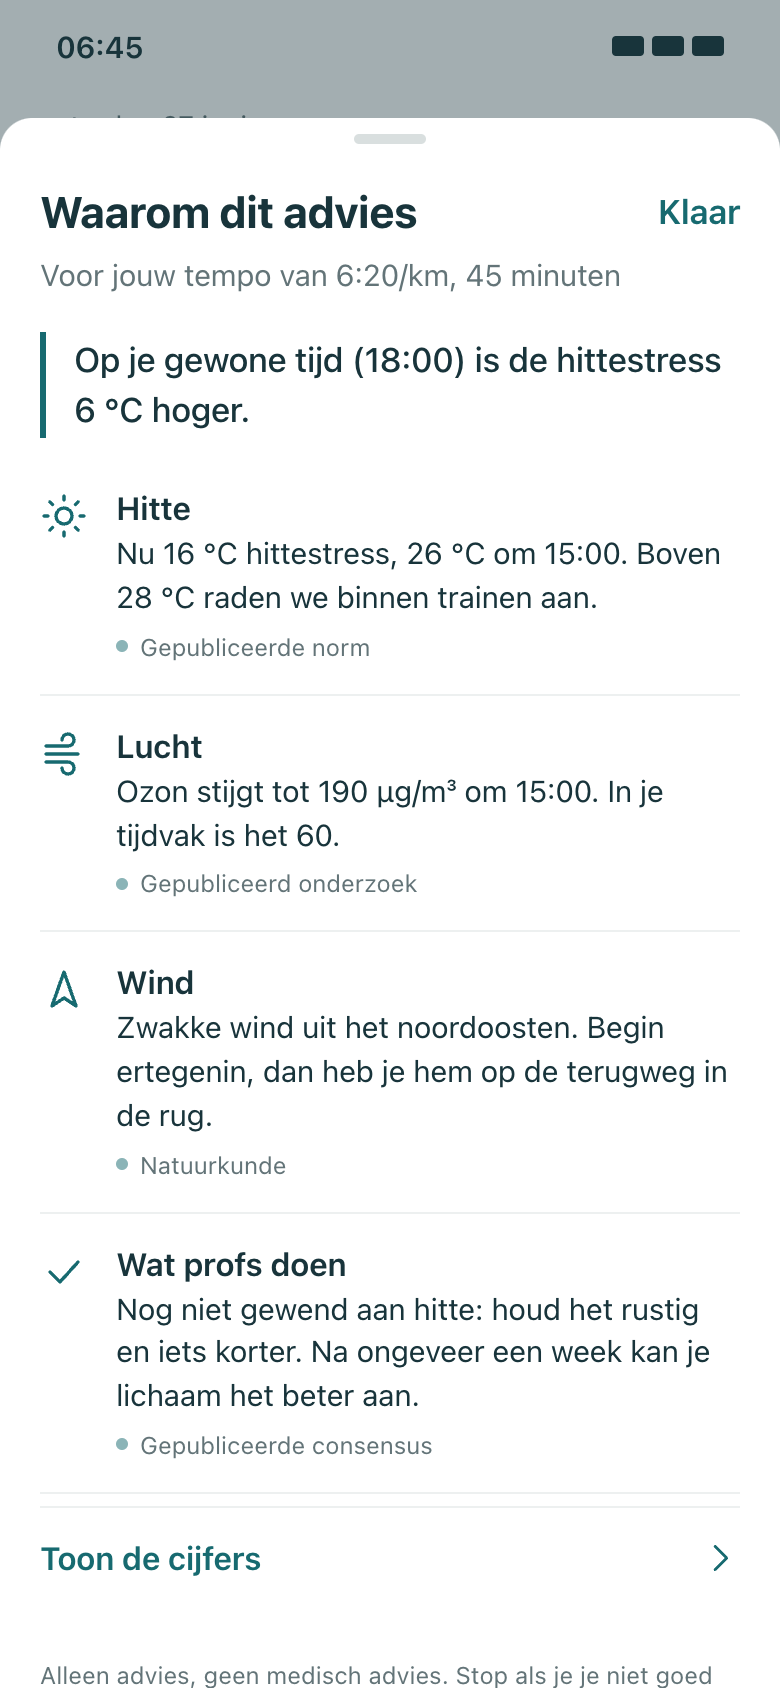 06:45
Waarom dit advies
Klaar
Voor jouw tempo van 6:20/km, 45 minuten
Op je gewone tijd (18:00) is de hittestress
6 °C hoger.
Hitte
Nu 16 °C hittestress, 26 °C om 15:00. Boven
28 °C raden we binnen trainen aan.
Gepubliceerde norm
Lucht
Ozon stijgt tot 190 µg/m³ om 15:00. In je
tijdvak is het 60.
Gepubliceerd onderzoek
Wind
Zwakke wind uit het noordoosten. Begin
ertegenin, dan heb je hem op de terugweg in
de rug.
Natuurkunde
Wat profs doen
Nog niet gewend aan hitte: houd het rustig
en iets korter. Na ongeveer een week kan je
lichaam het beter aan.
Gepubliceerde consensus
Toon de cijfers
Alleen advies, geen medisch advies. Stop als je je niet goed